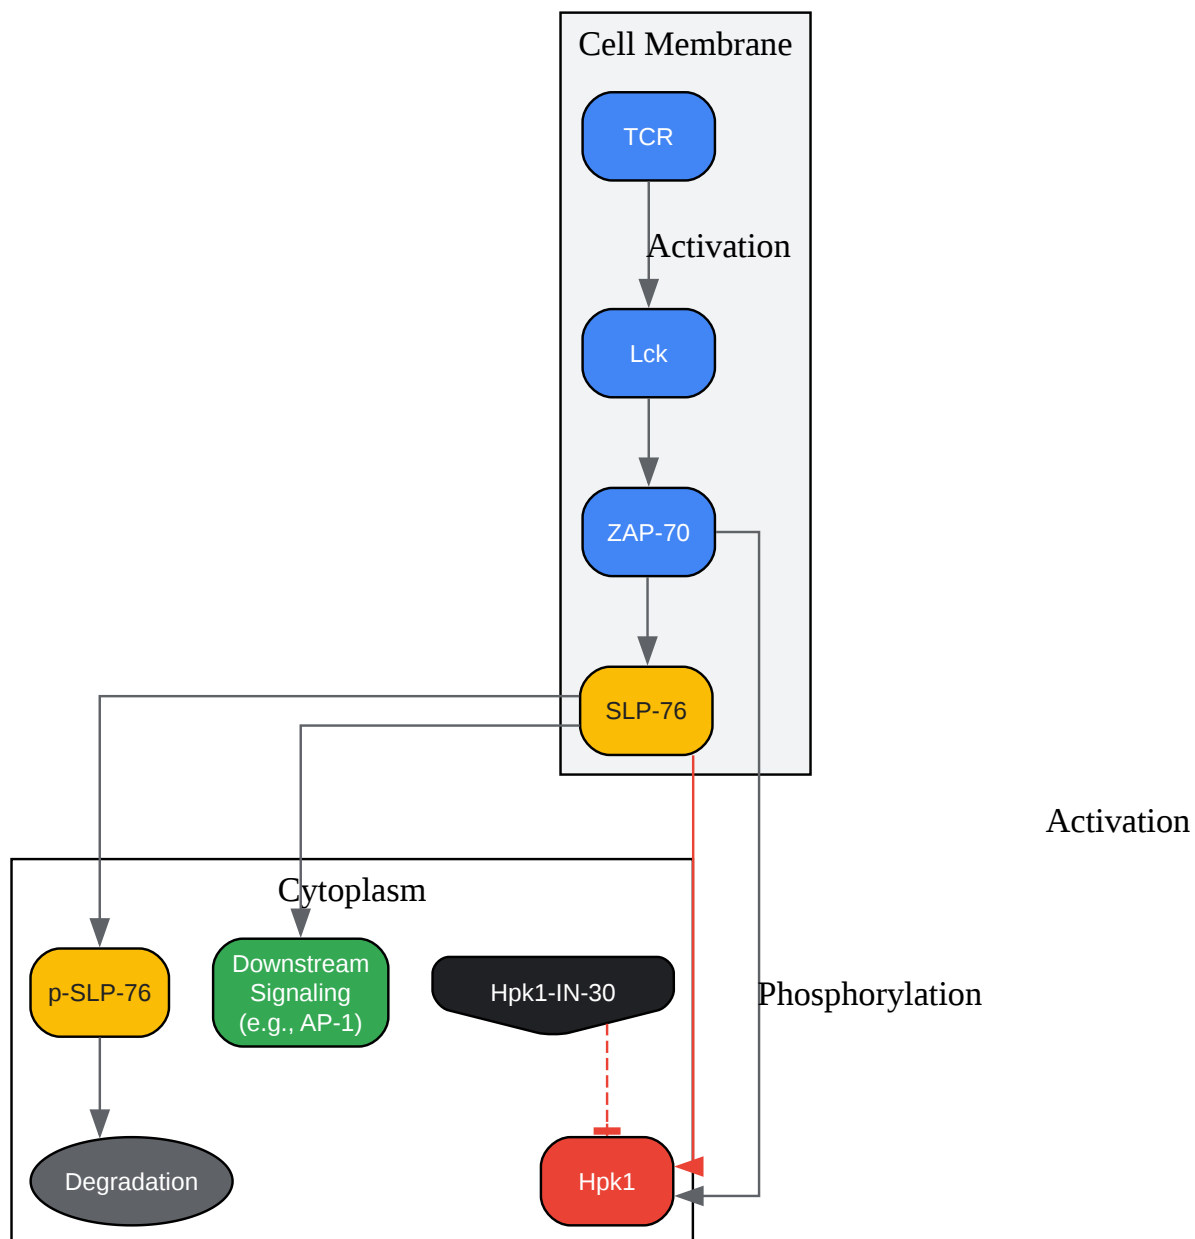 Cell Membrane
TCR
Activation
Lck
ZAP-70
SLP-76
Activation
Cytoplasm
p-SLP-76
Downstream
Signaling
(e.g., AP-1)
Hpk1-IN-30
Phosphorylation
Degradation
Hpk1